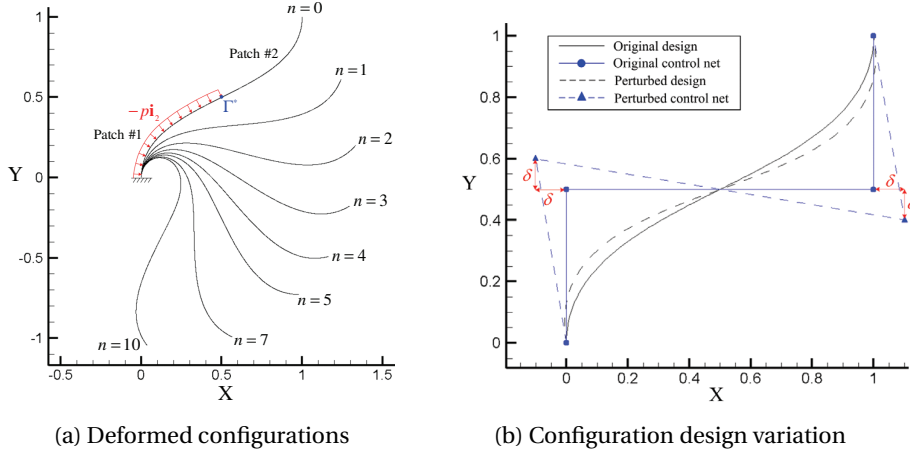 n = 0
Patch #2
n = 1
−pi₂
Γ*
Patch #1
n = 2
n = 3
n = 4
n = 5
n = 7
n = 10
Y
1
0.5
0
-0.5
-1
-0.5 0 0.5 1 1.5
X
(a) Deformed configurations
Original design
Original control net
Perturbed design
Perturbed control net
δ
δ
δ
Y
1
0.8
0.6
0.4
0.2
0
0 0.2 0.4 0.6 0.8 1
X
(b) Configuration design variation